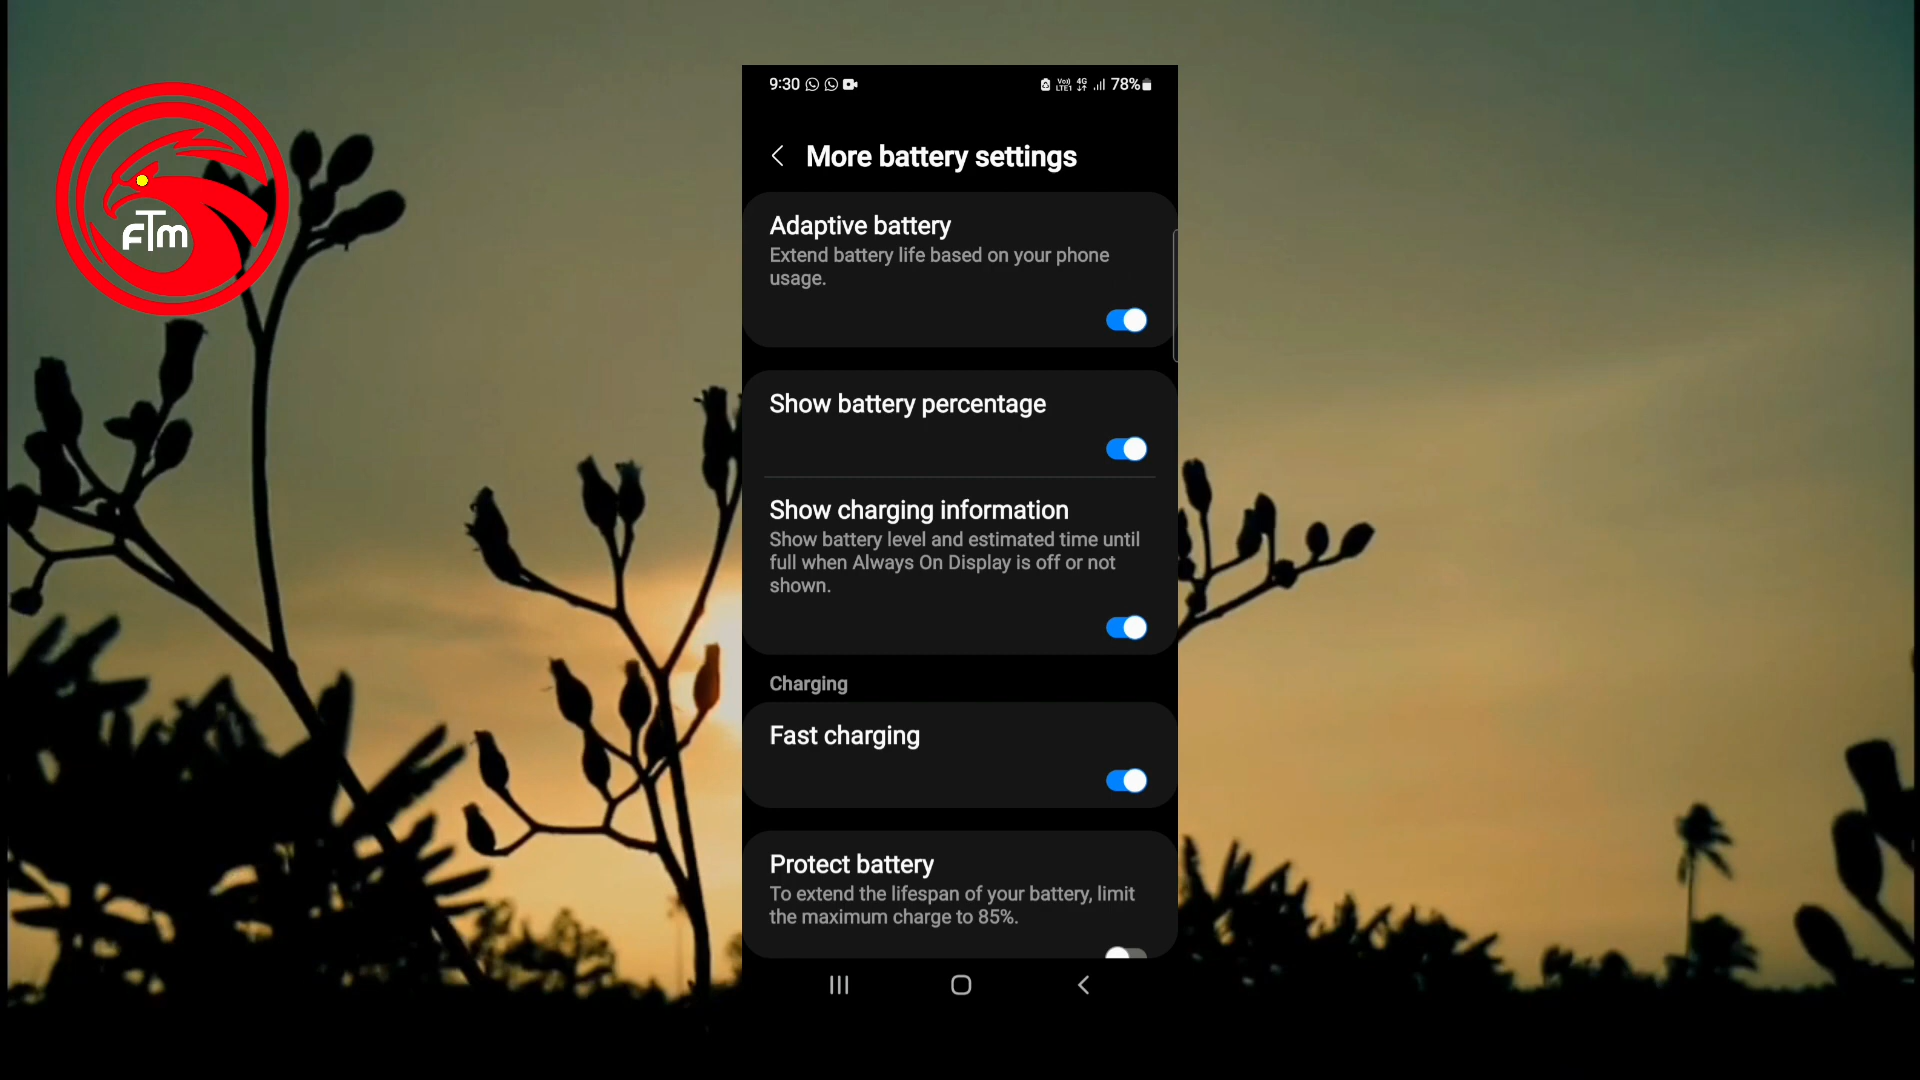 9:30
Vo)) 4G 78%
LTE1
More battery settings
Adaptive battery
Extend battery life based on your phone
usage.
Show battery percentage
Show charging information
Show battery level and estimated time until
full when Always On Display is off or not
shown.
Charging
Fast charging
Protect battery
To extend the lifespan of your battery, limit
the maximum charge to 85%.
fTm